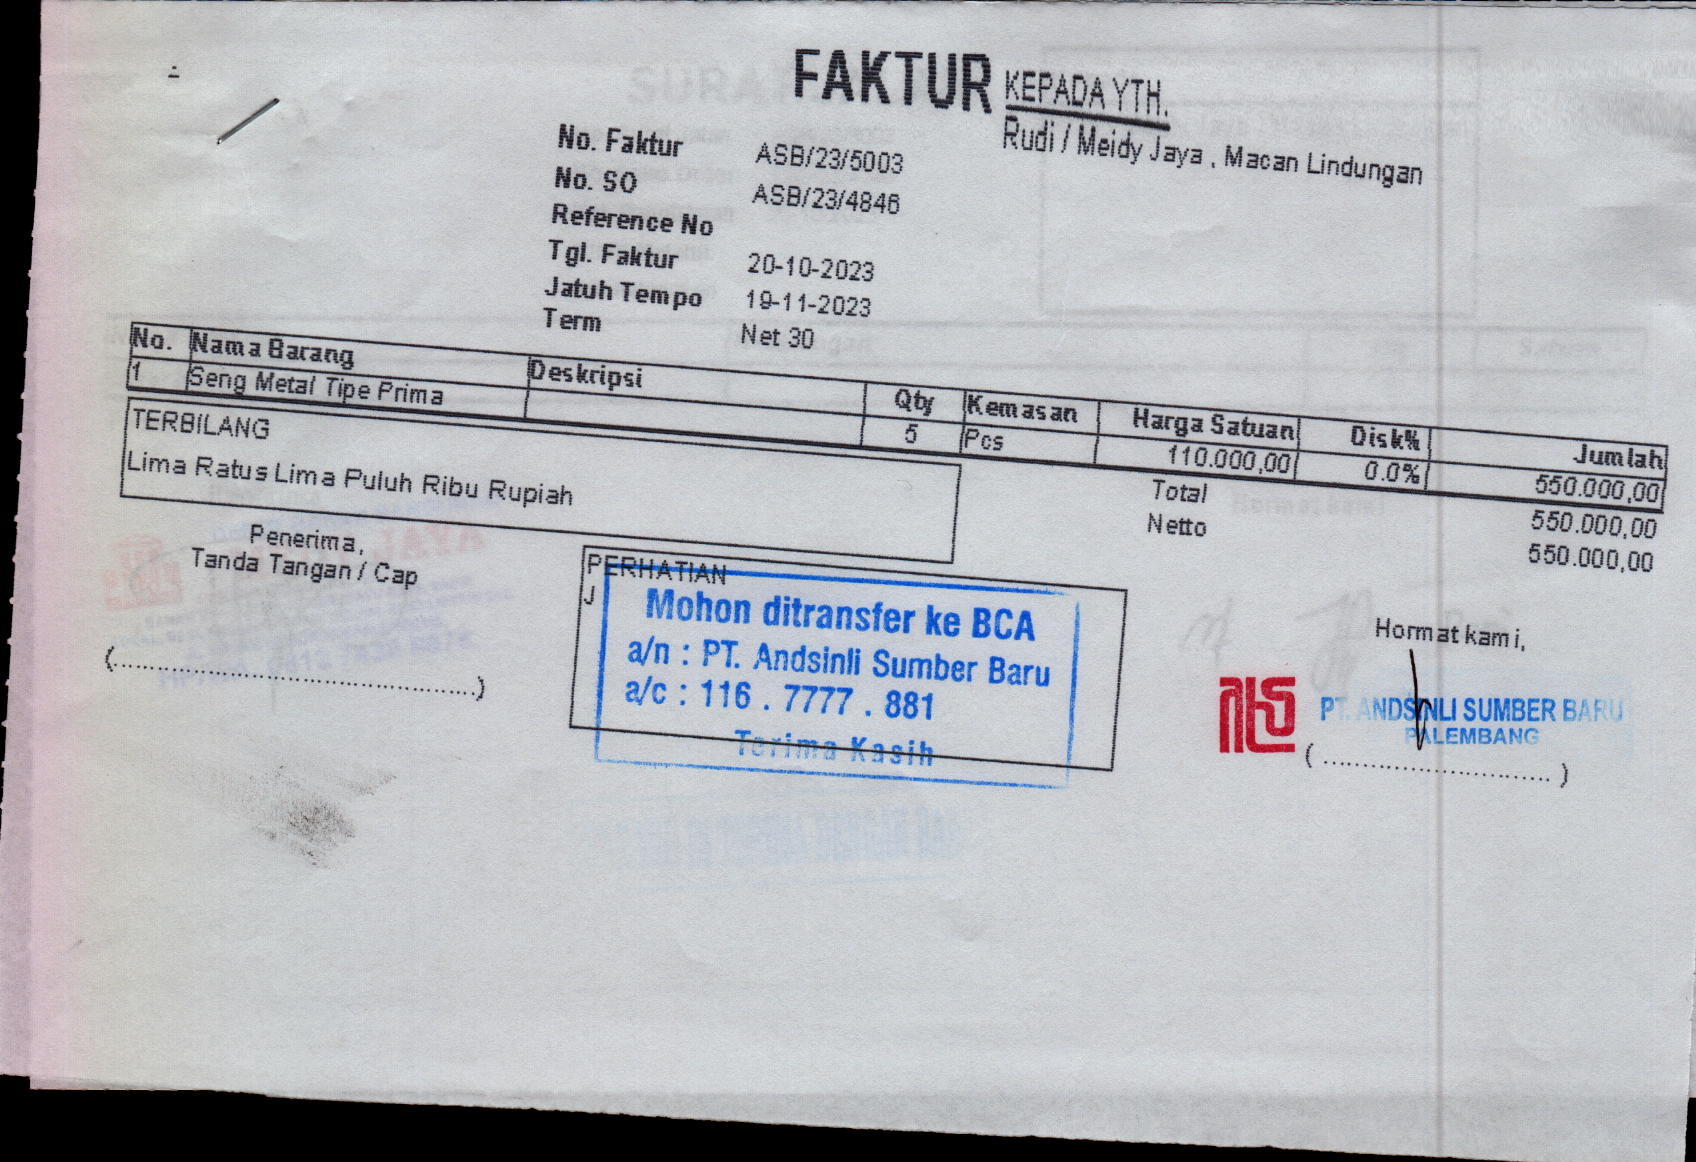 FAKTUR
KEPADA YTH.
Rudi / Meidy Jaya , Macan Lindungan
No. Faktur ASB/23/5003
No. SO ASB/23/4846
Reference No
Tgl. Faktur 20-10-2023
Jatuh Tempo 19-11-2023
Term Net 30
No. Nama Barang Deskripsi Qty Kemasan Harga Satuan Disk% Jumlah
1 Seng Metal Tipe Prima 5 Pcs 110.000,00 0.0% 550.000,00
Total 550.000,00
Netto 550.000,00
TERBILANG
Lima Ratus Lima Puluh Ribu Rupiah
Penerima,
Tanda Tangan / Cap
(..............................................)
PERHATIAN
J
Mohon ditransfer ke BCA
a/n : PT. Andsinli Sumber Baru
a/c : 116 . 7777 . 881
Terima Kasih
Hormat kami,
PT. ANDSINLI SUMBER BARU
PALEMBANG
(..............................)